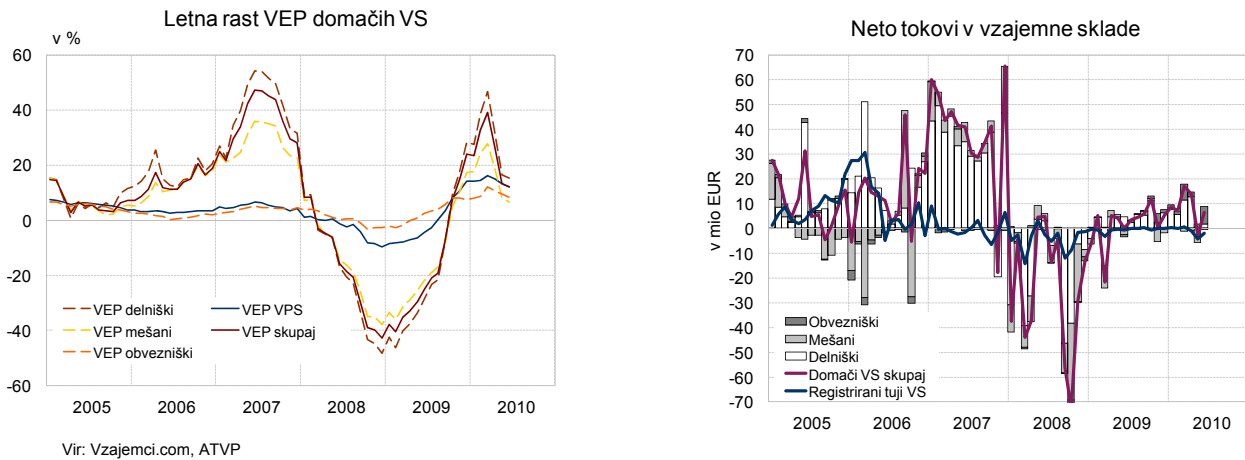 Letna rast VEP domačih VS
v %
60
40
20
0
-20
-40
-60
VEP delniški
VEP VPS
VEP mešani
VEP skupaj
VEP obvezniški
2005
2006
2007
2008
2009
2010
Vir: Vzajemci.com, ATVP
Neto tokovi v vzajemne sklade
v mio EUR
70
60
50
40
30
20
10
0
-10
-20
-30
-40
-50
-60
-70
Obvezniški
Mešani
Delniški
Domači VS skupaj
Registrirani tuji VS
2005
2006
2007
2008
2009
2010